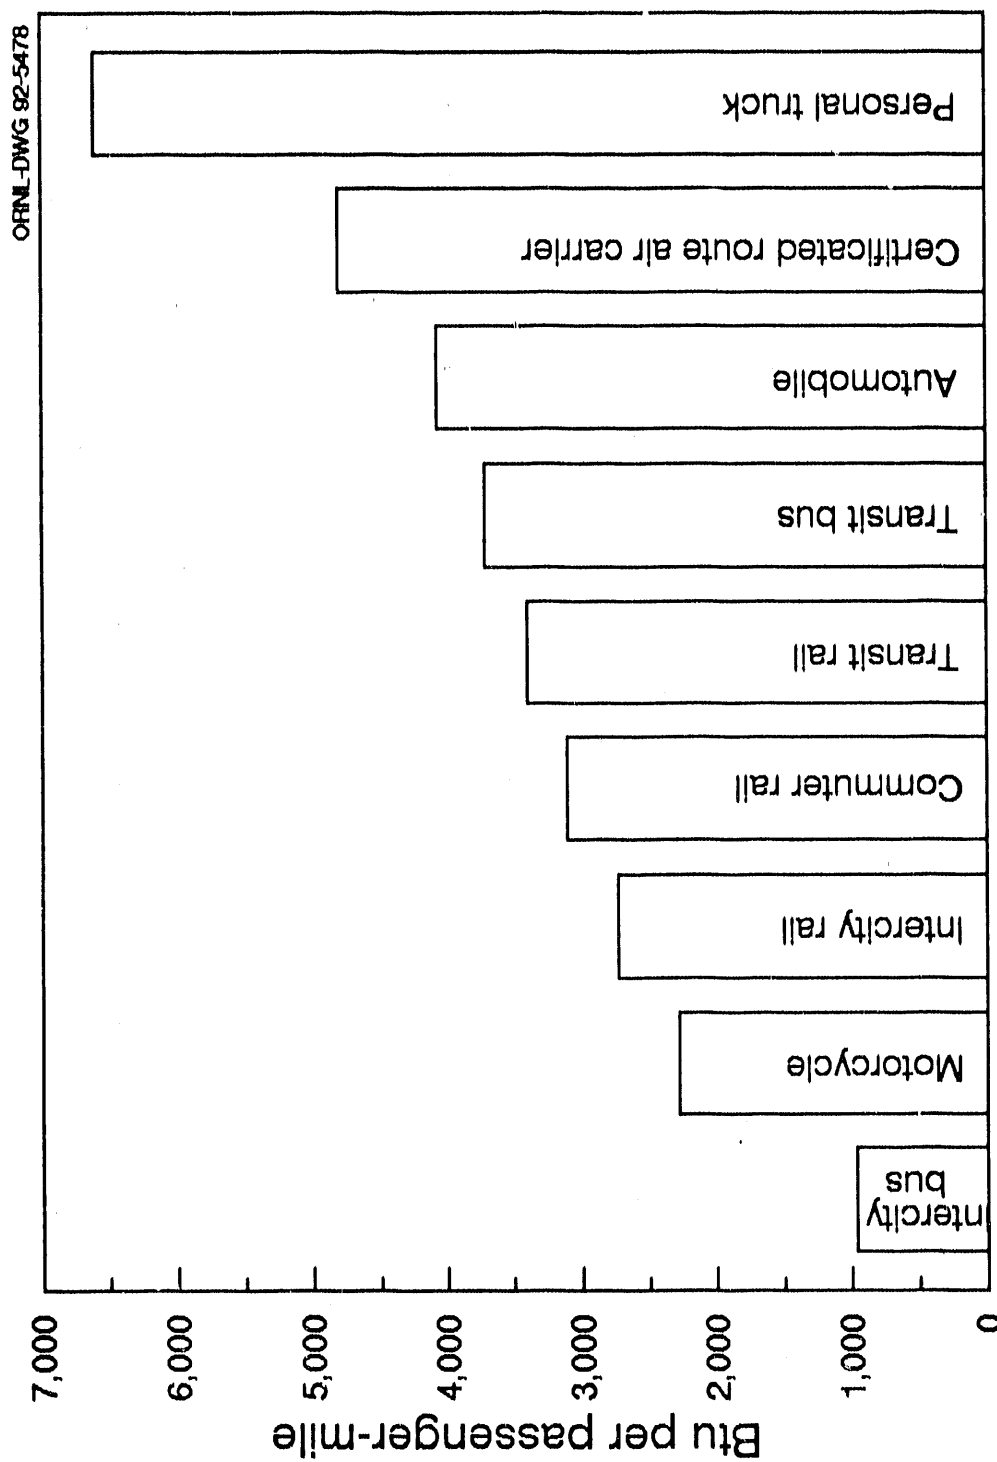 ORNL-DWG 92-5478
Personal truck
Certificated route air carrier
Automobile
Transit bus
Transit rail
Commuter rail
Intercity rail
Motorcycle
Intercity
bus
7,000
6,000
5,000
4,000
3,000
2,000
1,000
0
Btu per passenger-mile